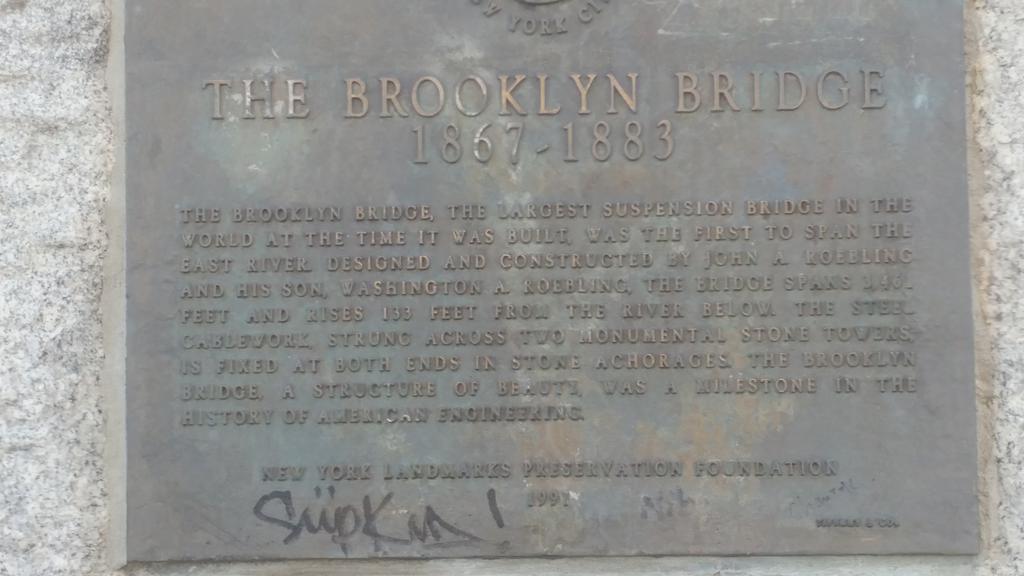 NEW YORK CITY
THE BROOKLYN BRIDGE
1867-1883
THE BROOKLYN BRIDGE, THE LARGEST SUSPENSION BRIDGE IN THE
WORLD AT THE TIME IT WAS BUILT, WAS THE FIRST TO SPAN THE
EAST RIVER. DESIGNED AND CONSTRUCTED BY JOHN A. ROEBLING
AND HIS SON, WASHINGTON A. ROEBLING, THE BRIDGE SPANS
FEET AND RISES 133 FEET FROM THE RIVER BELOW. THE STEEL
CABLEWORK, STRUNG ACROSS TWO MONUMENTAL STONE TOWERS,
IS FIXED AT BOTH ENDS IN STONE ACHORAGES. THE BROOKLYN
BRIDGE, A STRUCTURE OF BEAUTY, WAS A MILESTONE IN THE
HISTORY OF AMERICAN ENGINEERING.
NEW YORK LANDMARKS PRESERVATION FOUNDATION